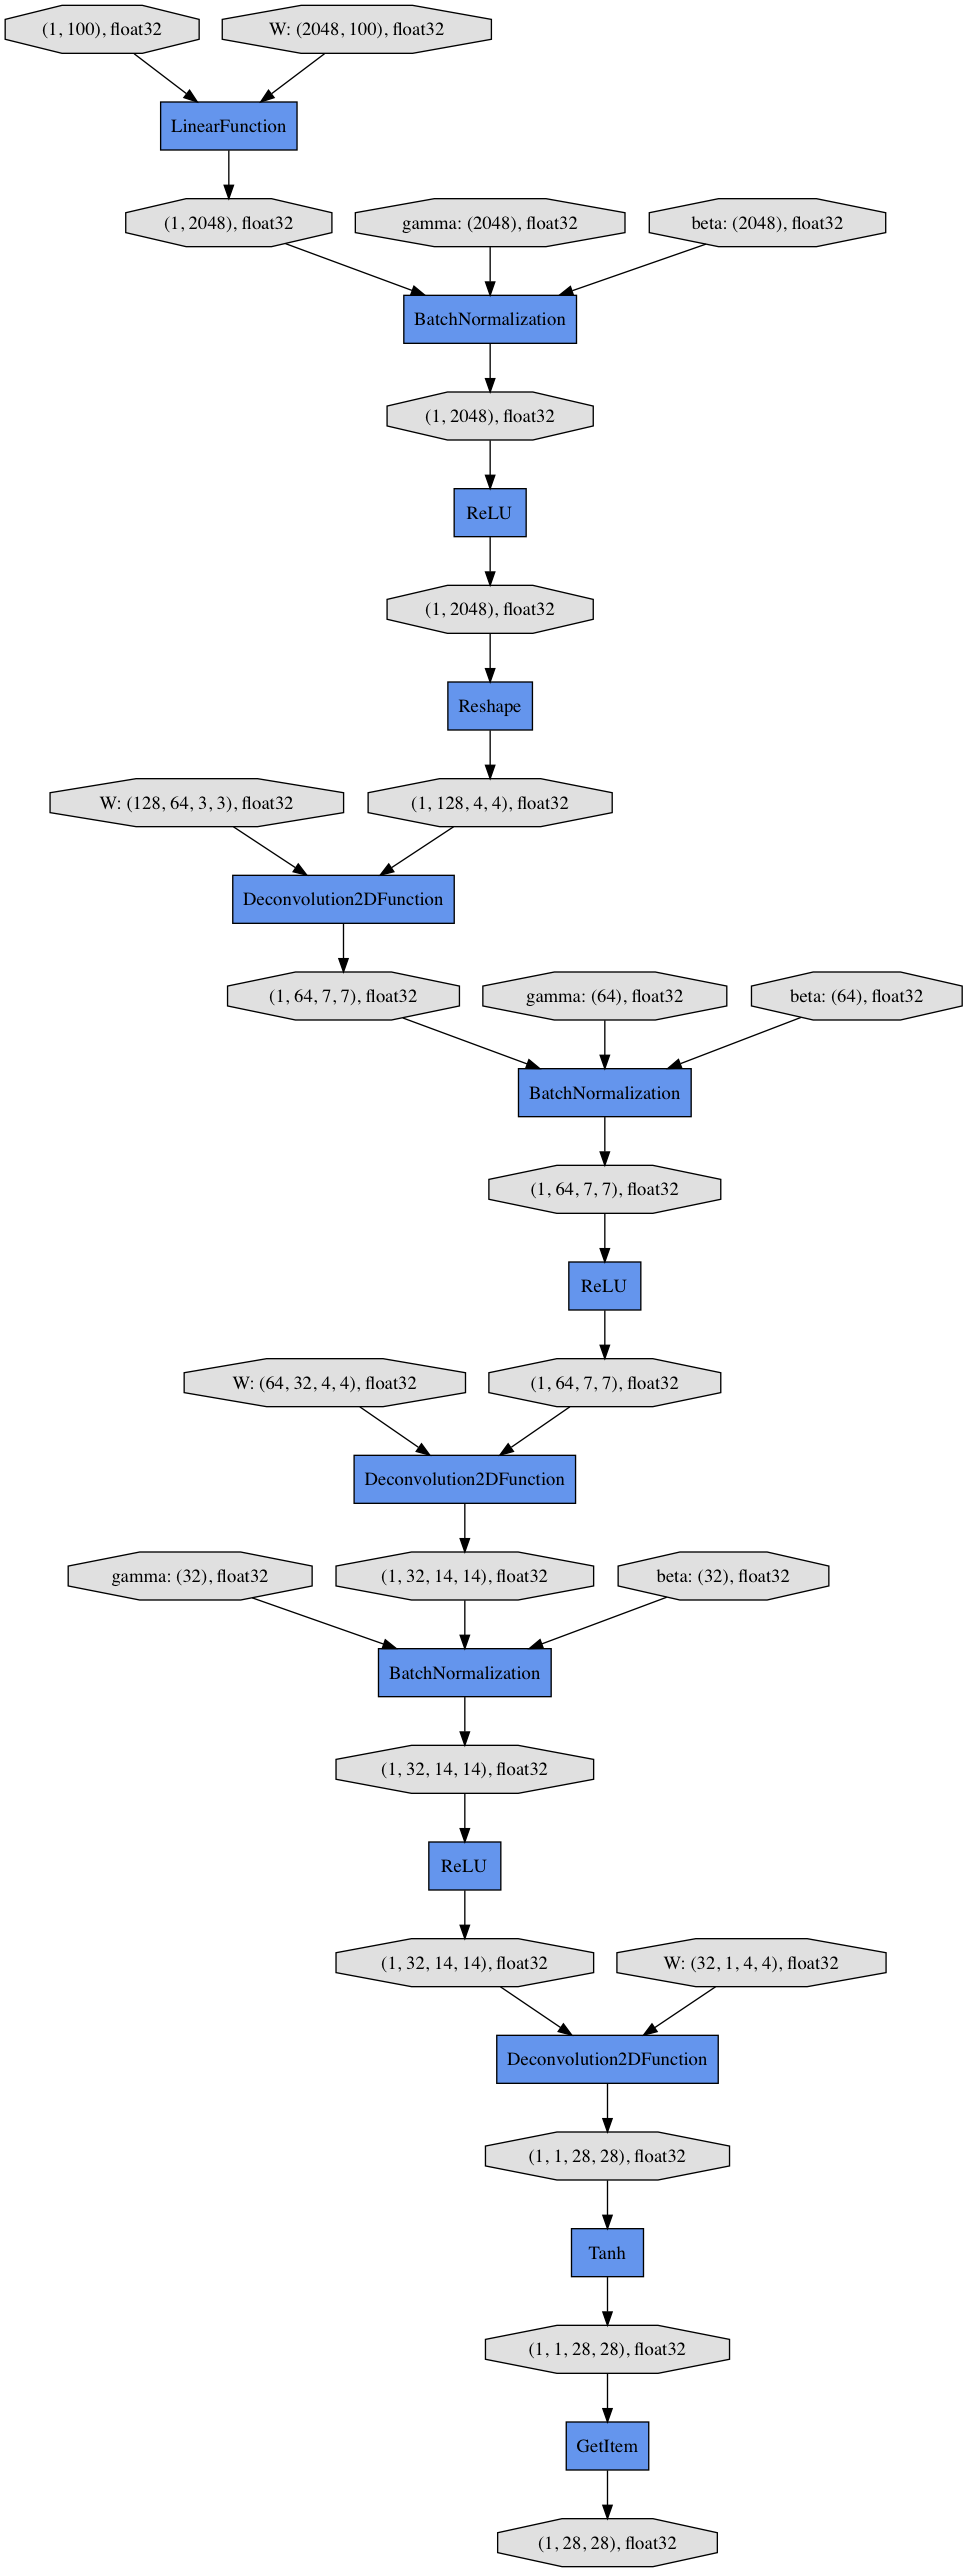 (1, 100), float32
W: (2048, 100), float32
LinearFunction
(1, 2048), float32
gamma: (2048), float32
beta: (2048), float32
BatchNormalization
(1, 2048), float32
ReLU
(1, 2048), float32
Reshape
W: (128, 64, 3, 3), float32
(1, 128, 4, 4), float32
Deconvolution2DFunction
(1, 64, 7, 7), float32
gamma: (64), float32
beta: (64), float32
BatchNormalization
(1, 64, 7, 7), float32
ReLU
W: (64, 32, 4, 4), float32
(1, 64, 7, 7), float32
Deconvolution2DFunction
gamma: (32), float32
(1, 32, 14, 14), float32
beta: (32), float32
BatchNormalization
(1, 32, 14, 14), float32
ReLU
(1, 32, 14, 14), float32
W: (32, 1, 4, 4), float32
Deconvolution2DFunction
(1, 1, 28, 28), float32
Tanh
(1, 1, 28, 28), float32
GetItem
(1, 28, 28), float32